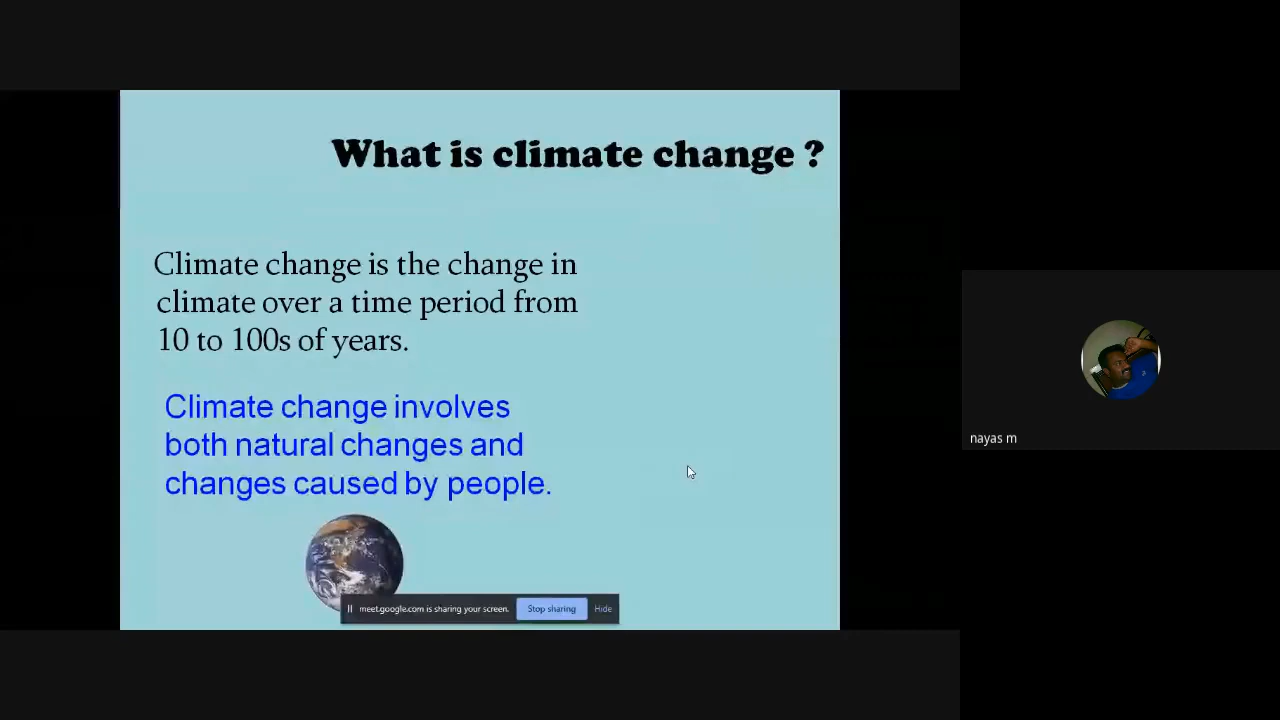 What is climate change ?
Climate change is the change in
climate over a time period from
10 to 100s of years.
Climate change involves
both natural changes and
changes caused by people.
meet.google.com is sharing your screen. Stop sharing Hide
nayas m